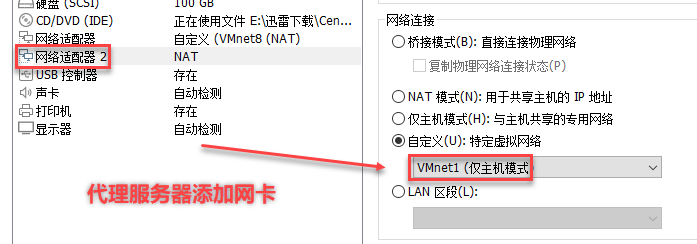 硬盘 (SCSI) 100 GB
CD/DVD (IDE) 正在使用文件 E:\迅雷下载\Cen...
网络适配器 自定义 (VMnet8 (NAT)
网络适配器 2 NAT
USB 控制器 存在
声卡 自动检测
打印机 存在
显示器 自动检测
代理服务器添加网卡
网络连接
桥接模式(B): 直接连接物理网络
复制物理网络连接状态(P)
NAT 模式(N): 用于共享主机的 IP 地址
仅主机模式(H): 与主机共享的专用网络
自定义(U): 特定虚拟网络
VMnet1 (仅主机模式
LAN 区段(L):